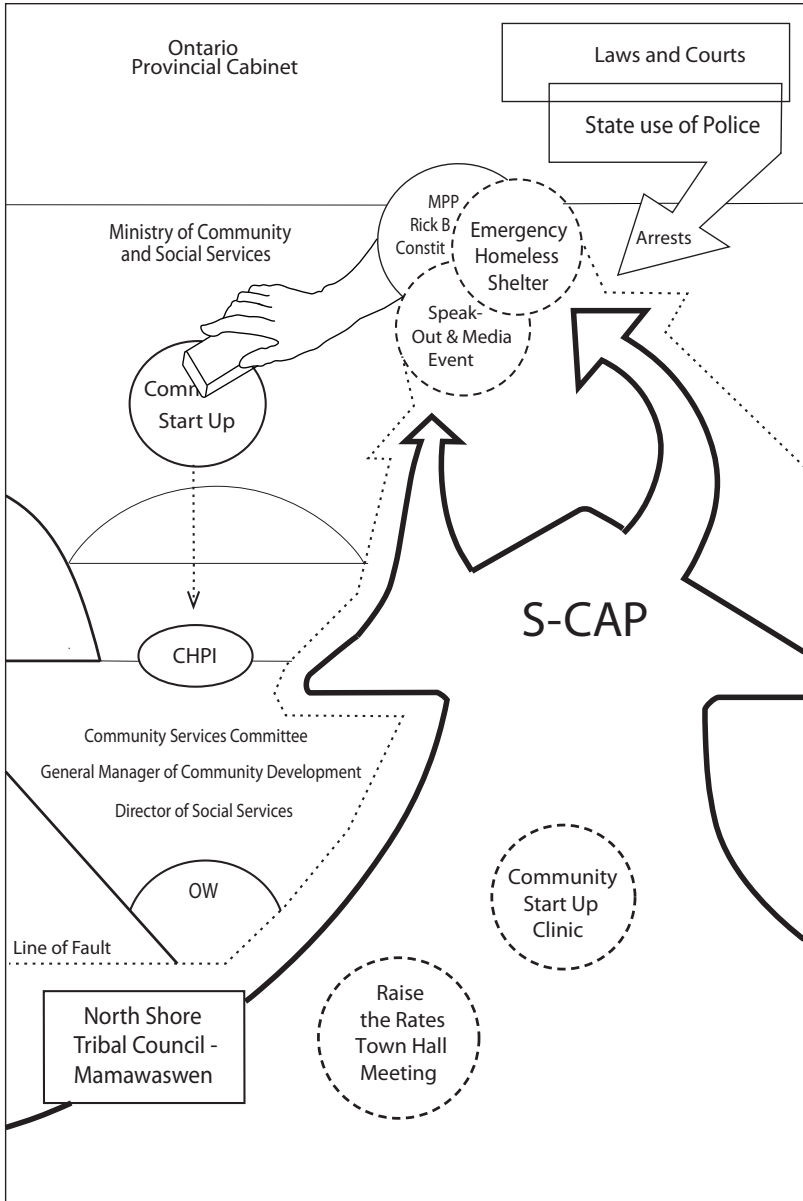 Ontario
Provincial Cabinet
Laws and Courts
State use of Police
Arrests
Ministry of Community
and Social Services
MPP
Rick B
Constit
Emergency
Homeless
Shelter
Speak-
Out & Media
Event
Comm
Start Up
S-CAP
CHPI
Community Services Committee
General Manager of Community Development
Director of Social Services
OW
Line of Fault
Community
Start Up
Clinic
North Shore
Tribal Council -
Mamawaswen
Raise
the Rates
Town Hall
Meeting